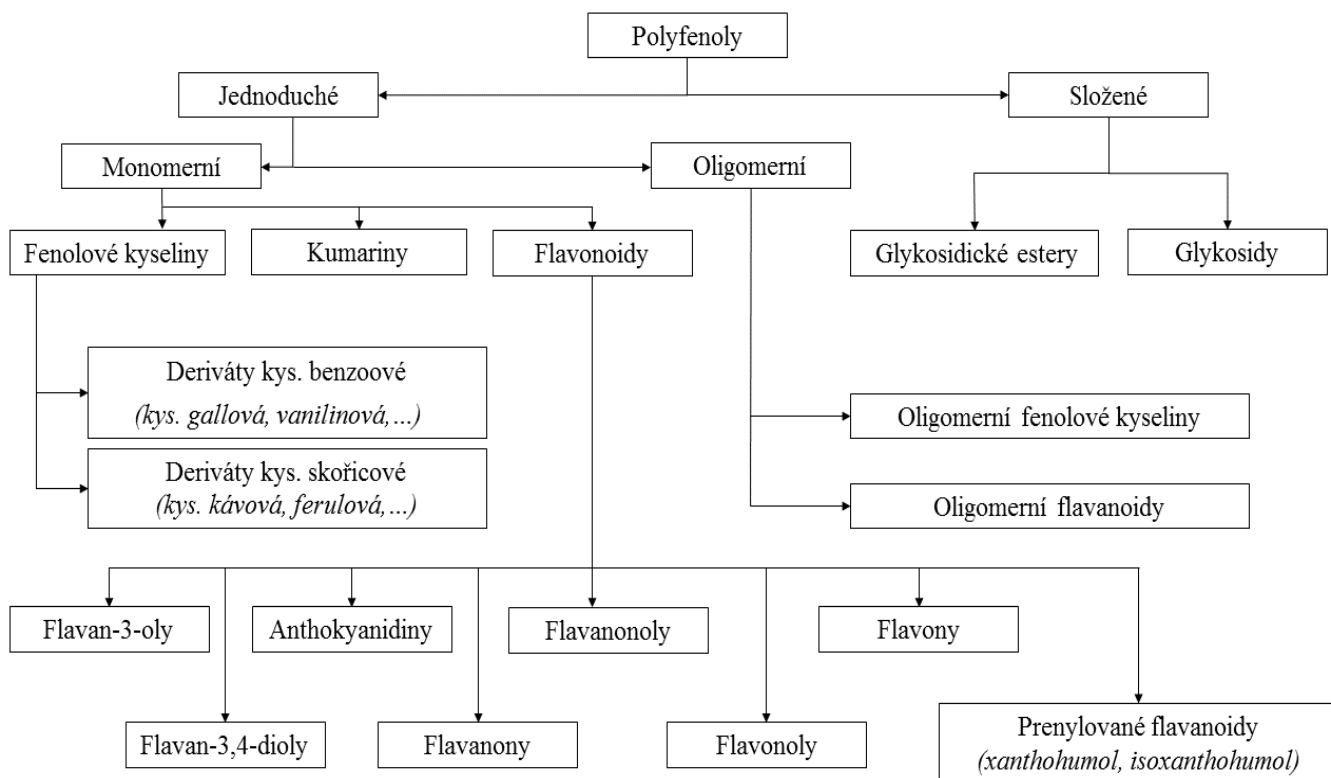 Polyfenoly
Jednoduché
Složené
Monomerní
Oligomerní
Fenolové kyseliny
Kumariny
Flavonoidy
Glykosidické estery
Glykosidy
Deriváty kys. benzoové
(kys. gallová, vanilinová,...)
Oligomerní fenolové kyseliny
Deriváty kys. skořicové
(kys. kávová, ferulová,...)
Oligomerní flavanoidy
Flavan-3-oly
Anthokyanidiny
Flavanonoly
Flavony
Flavan-3,4-dioly
Flavanony
Flavonoly
Prenylované flavanoidy
(xanthohumol, isoxanthohumol)